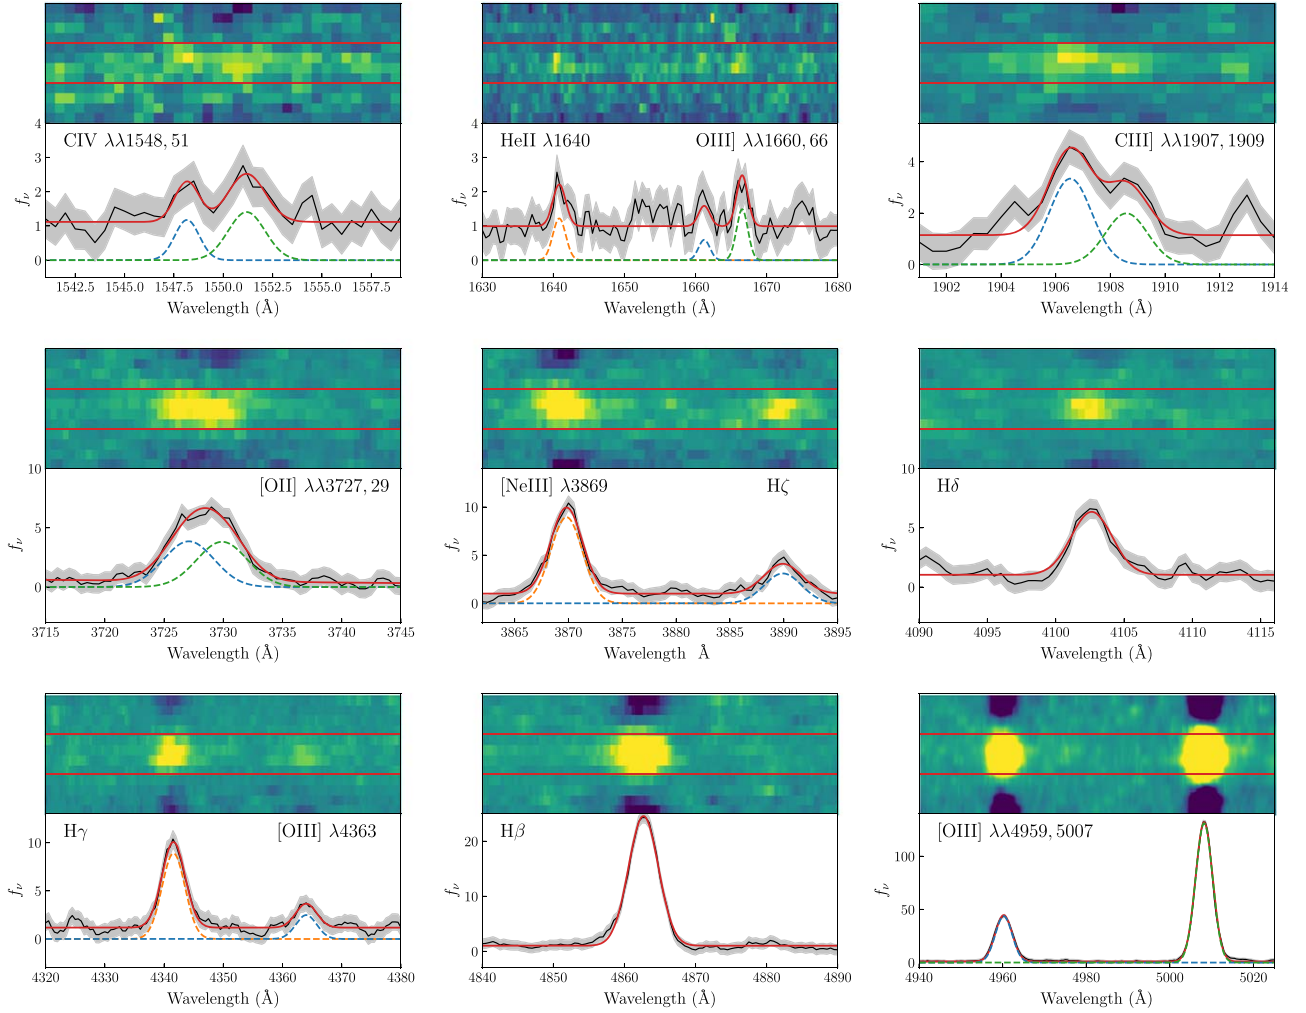 CIV λλ1548, 51
4
3
2
1
0
f_ν
1542.5 1545.0 1547.5 1550.0 1552.5 1555.0 1557.5
Wavelength (Å)
HeII λ1640 OIII] λλ1660, 66
4
3
2
1
0
f_ν
1630 1640 1650 1660 1670 1680
Wavelength (Å)
CIII] λλ1907, 1909
4
2
0
f_ν
1902 1904 1906 1908 1910 1912 1914
Wavelength (Å)
[OII] λλ3727, 29
10
5
0
f_ν
3715 3720 3725 3730 3735 3740 3745
Wavelength (Å)
[NeIII] λ3869 Hζ
10
5
0
f_ν
3865 3870 3875 3880 3885 3890 3895
Wavelength Å
Hδ
10
5
0
f_ν
4090 4095 4100 4105 4110 4115
Wavelength (Å)
Hγ [OIII] λ4363
10
5
0
f_ν
4320 4330 4340 4350 4360 4370 4380
Wavelength (Å)
Hβ
20
10
0
f_ν
4840 4850 4860 4870 4880 4890
Wavelength (Å)
[OIII] λλ4959, 5007
100
50
0
f_ν
4940 4960 4980 5000 5020
Wavelength (Å)